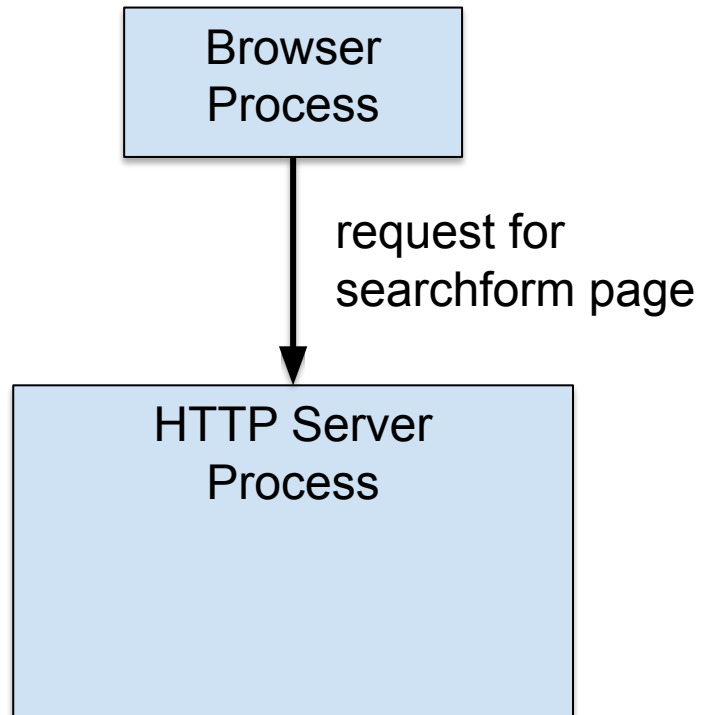 Browser
Process
request for
searchform page
HTTP Server
Process